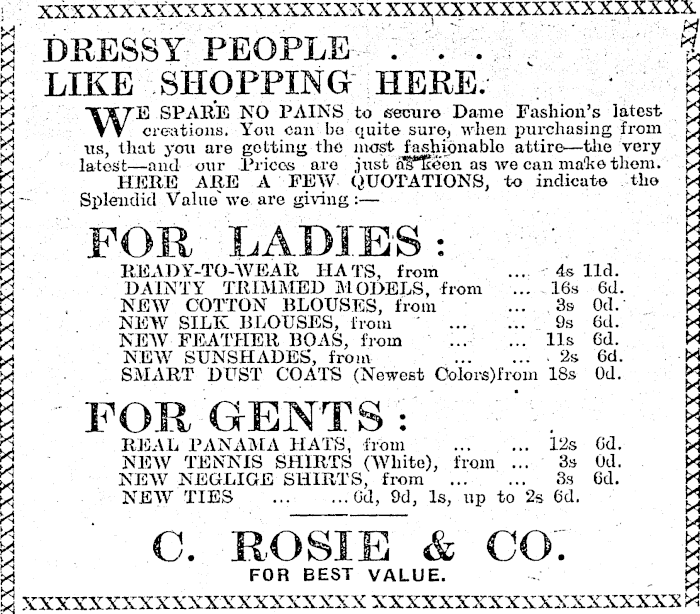 DRESSY PEOPLE . . .
LIKE SHOPPING HERE.
WE SPARE NO PAINS to secure Dame Fashion's latest
creations. You can be quite sure, when purchasing from
us, that you are getting the most fashionable attire—the very
latest—and our Prices are just as keen as we can make them.
HERE ARE A FEW QUOTATIONS, to indicate the
Splendid Value we are giving:—
FOR LADIES:
READY-TO-WEAR HATS, from ... 4s 11d.
DAINTY TRIMMED MODELS, from ... 16s 6d.
NEW COTTON BLOUSES, from ... 3s 0d.
NEW SILK BLOUSES, from ... ... 9s 6d.
NEW FEATHER BOAS, from ... ... 11s 6d.
NEW SUNSHADES, from ... ... 2s 6d.
SMART DUST COATS (Newest Colors) from 18s 0d.
FOR GENTS:
REAL PANAMA HATS, from ... ... 12s 6d.
NEW TENNIS SHIRTS (White), from ... 3s 0d.
NEW NEGLIGE SHIRTS, from ... ... 3s 6d.
NEW TIES ... ... 6d, 9d, 1s, up to 2s 6d.
C. ROSIE & CO.
FOR BEST VALUE.